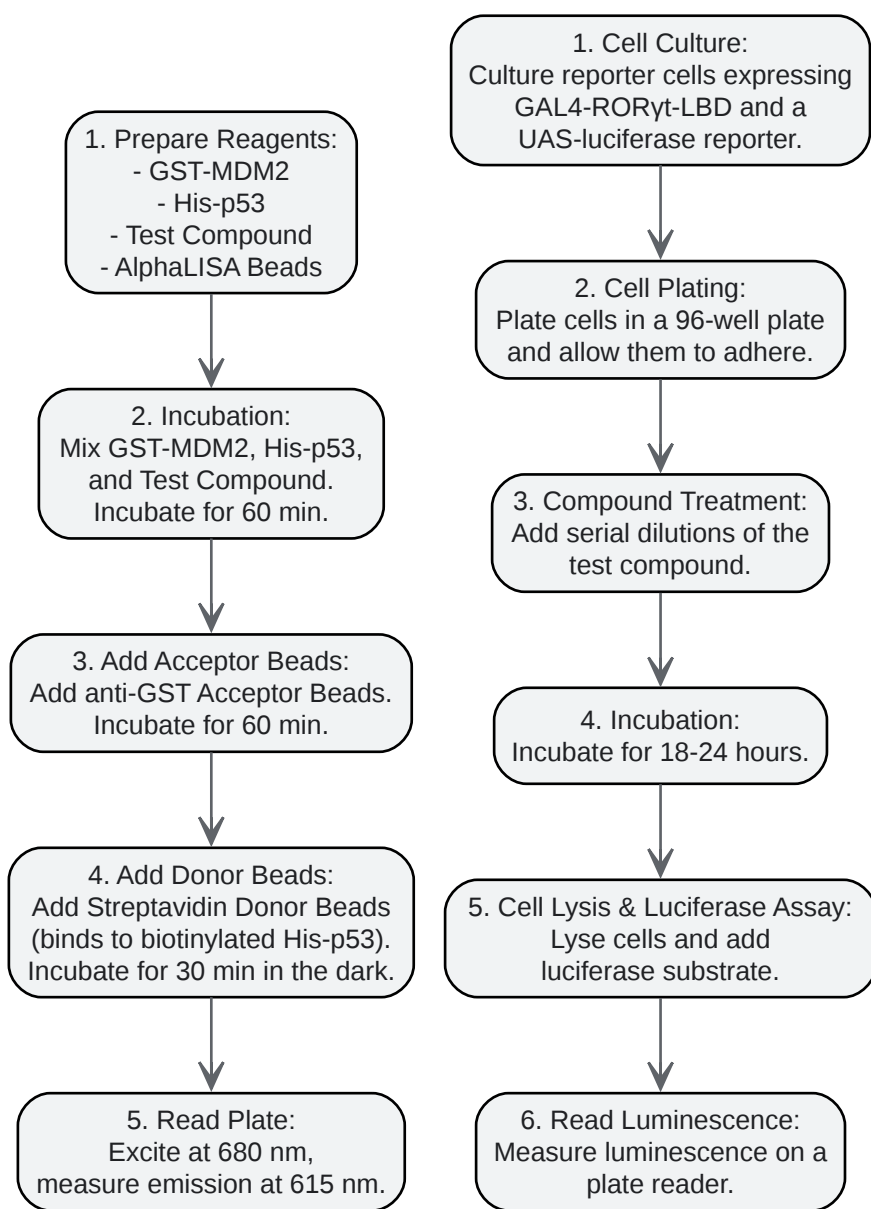 1. Prepare Reagents:
- GST-MDM2
- His-p53
- Test Compound
- AlphaLISA Beads
2. Incubation:
Mix GST-MDM2, His-p53,
and Test Compound.
Incubate for 60 min.
3. Add Acceptor Beads:
Add anti-GST Acceptor Beads.
Incubate for 60 min.
4. Add Donor Beads:
Add Streptavidin Donor Beads
(binds to biotinylated His-p53).
Incubate for 30 min in the dark.
5. Read Plate:
Excite at 680 nm,
measure emission at 615 nm.
1. Cell Culture:
Culture reporter cells expressing
GAL4-RORγt-LBD and a
UAS-luciferase reporter.
2. Cell Plating:
Plate cells in a 96-well plate
and allow them to adhere.
3. Compound Treatment:
Add serial dilutions of the
test compound.
4. Incubation:
Incubate for 18-24 hours.
5. Cell Lysis & Luciferase Assay:
Lyse cells and add
luciferase substrate.
6. Read Luminescence:
Measure luminescence on a
plate reader.